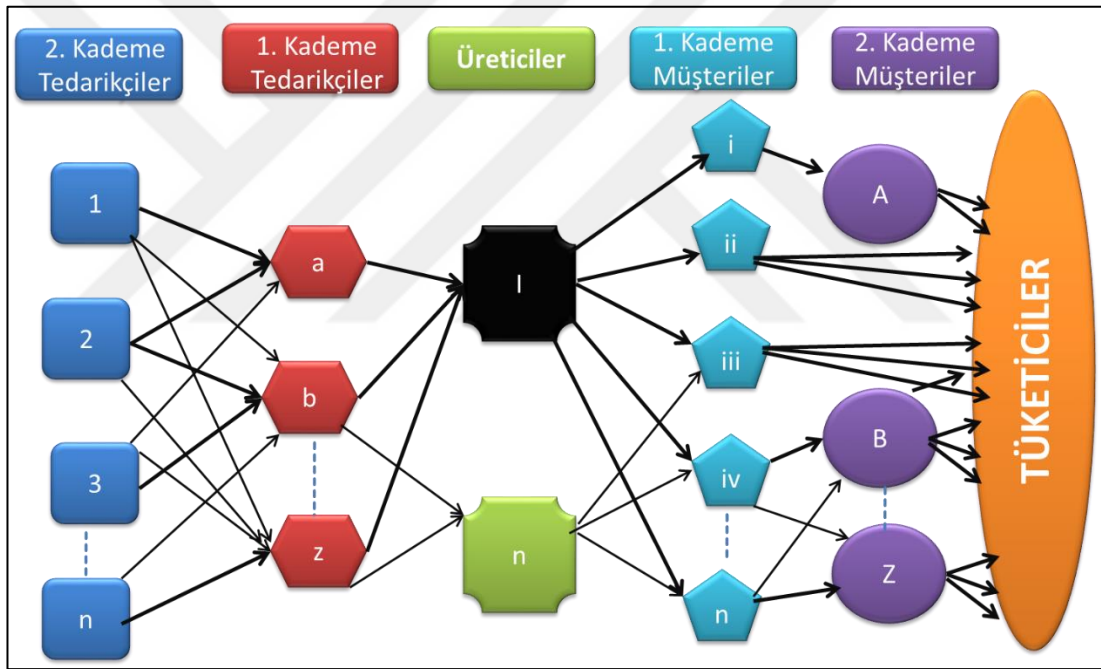 2. Kademe
Tedarikçiler
1. Kademe
Tedarikçiler
Üreticiler
1. Kademe
Müşteriler
2. Kademe
Müşteriler
1
2
3
n
a
b
z
I
n
i
ii
iii
iv
n
A
B
Z
TÜKETİCİLER